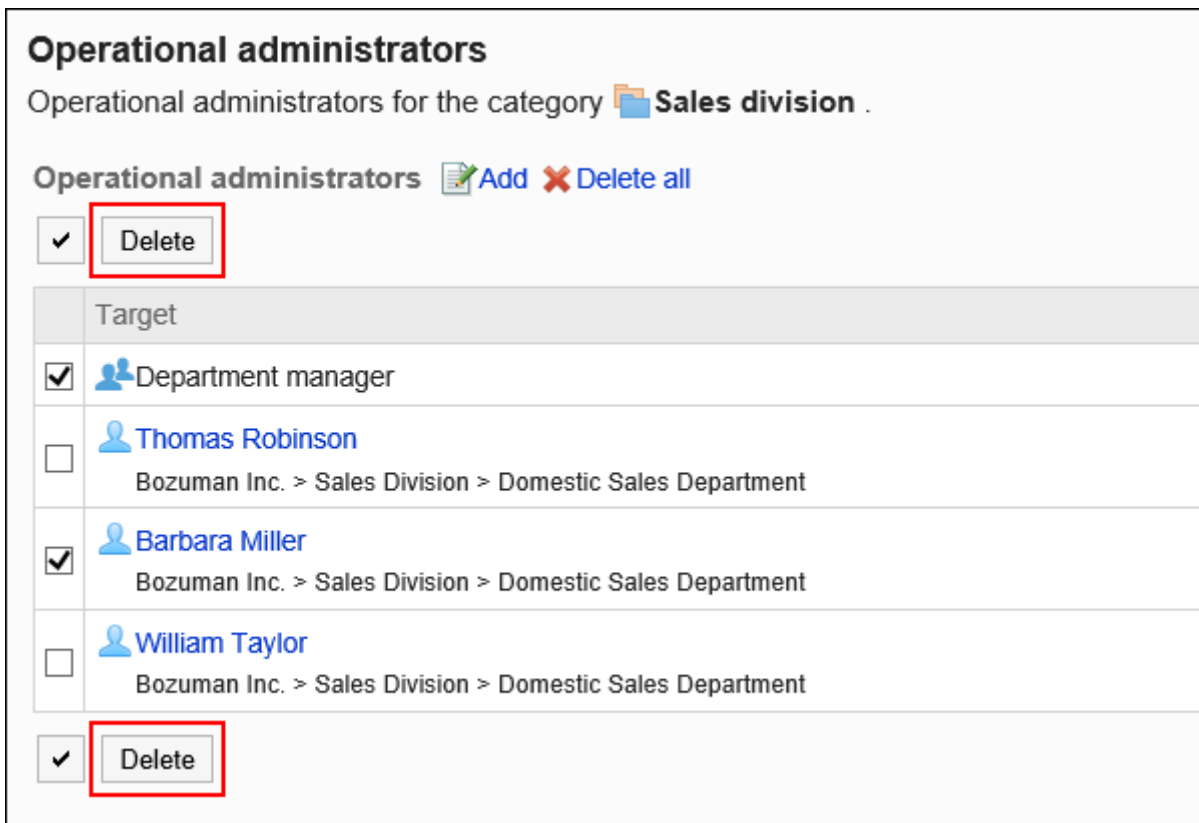 Operational administrators
Operational administrators for the category Sales division .
Operational administrators Add Delete all
Delete
Target
Department manager
Thomas Robinson
Bozuman Inc. > Sales Division > Domestic Sales Department
Barbara Miller
Bozuman Inc. > Sales Division > Domestic Sales Department
William Taylor
Bozuman Inc. > Sales Division > Domestic Sales Department
Delete